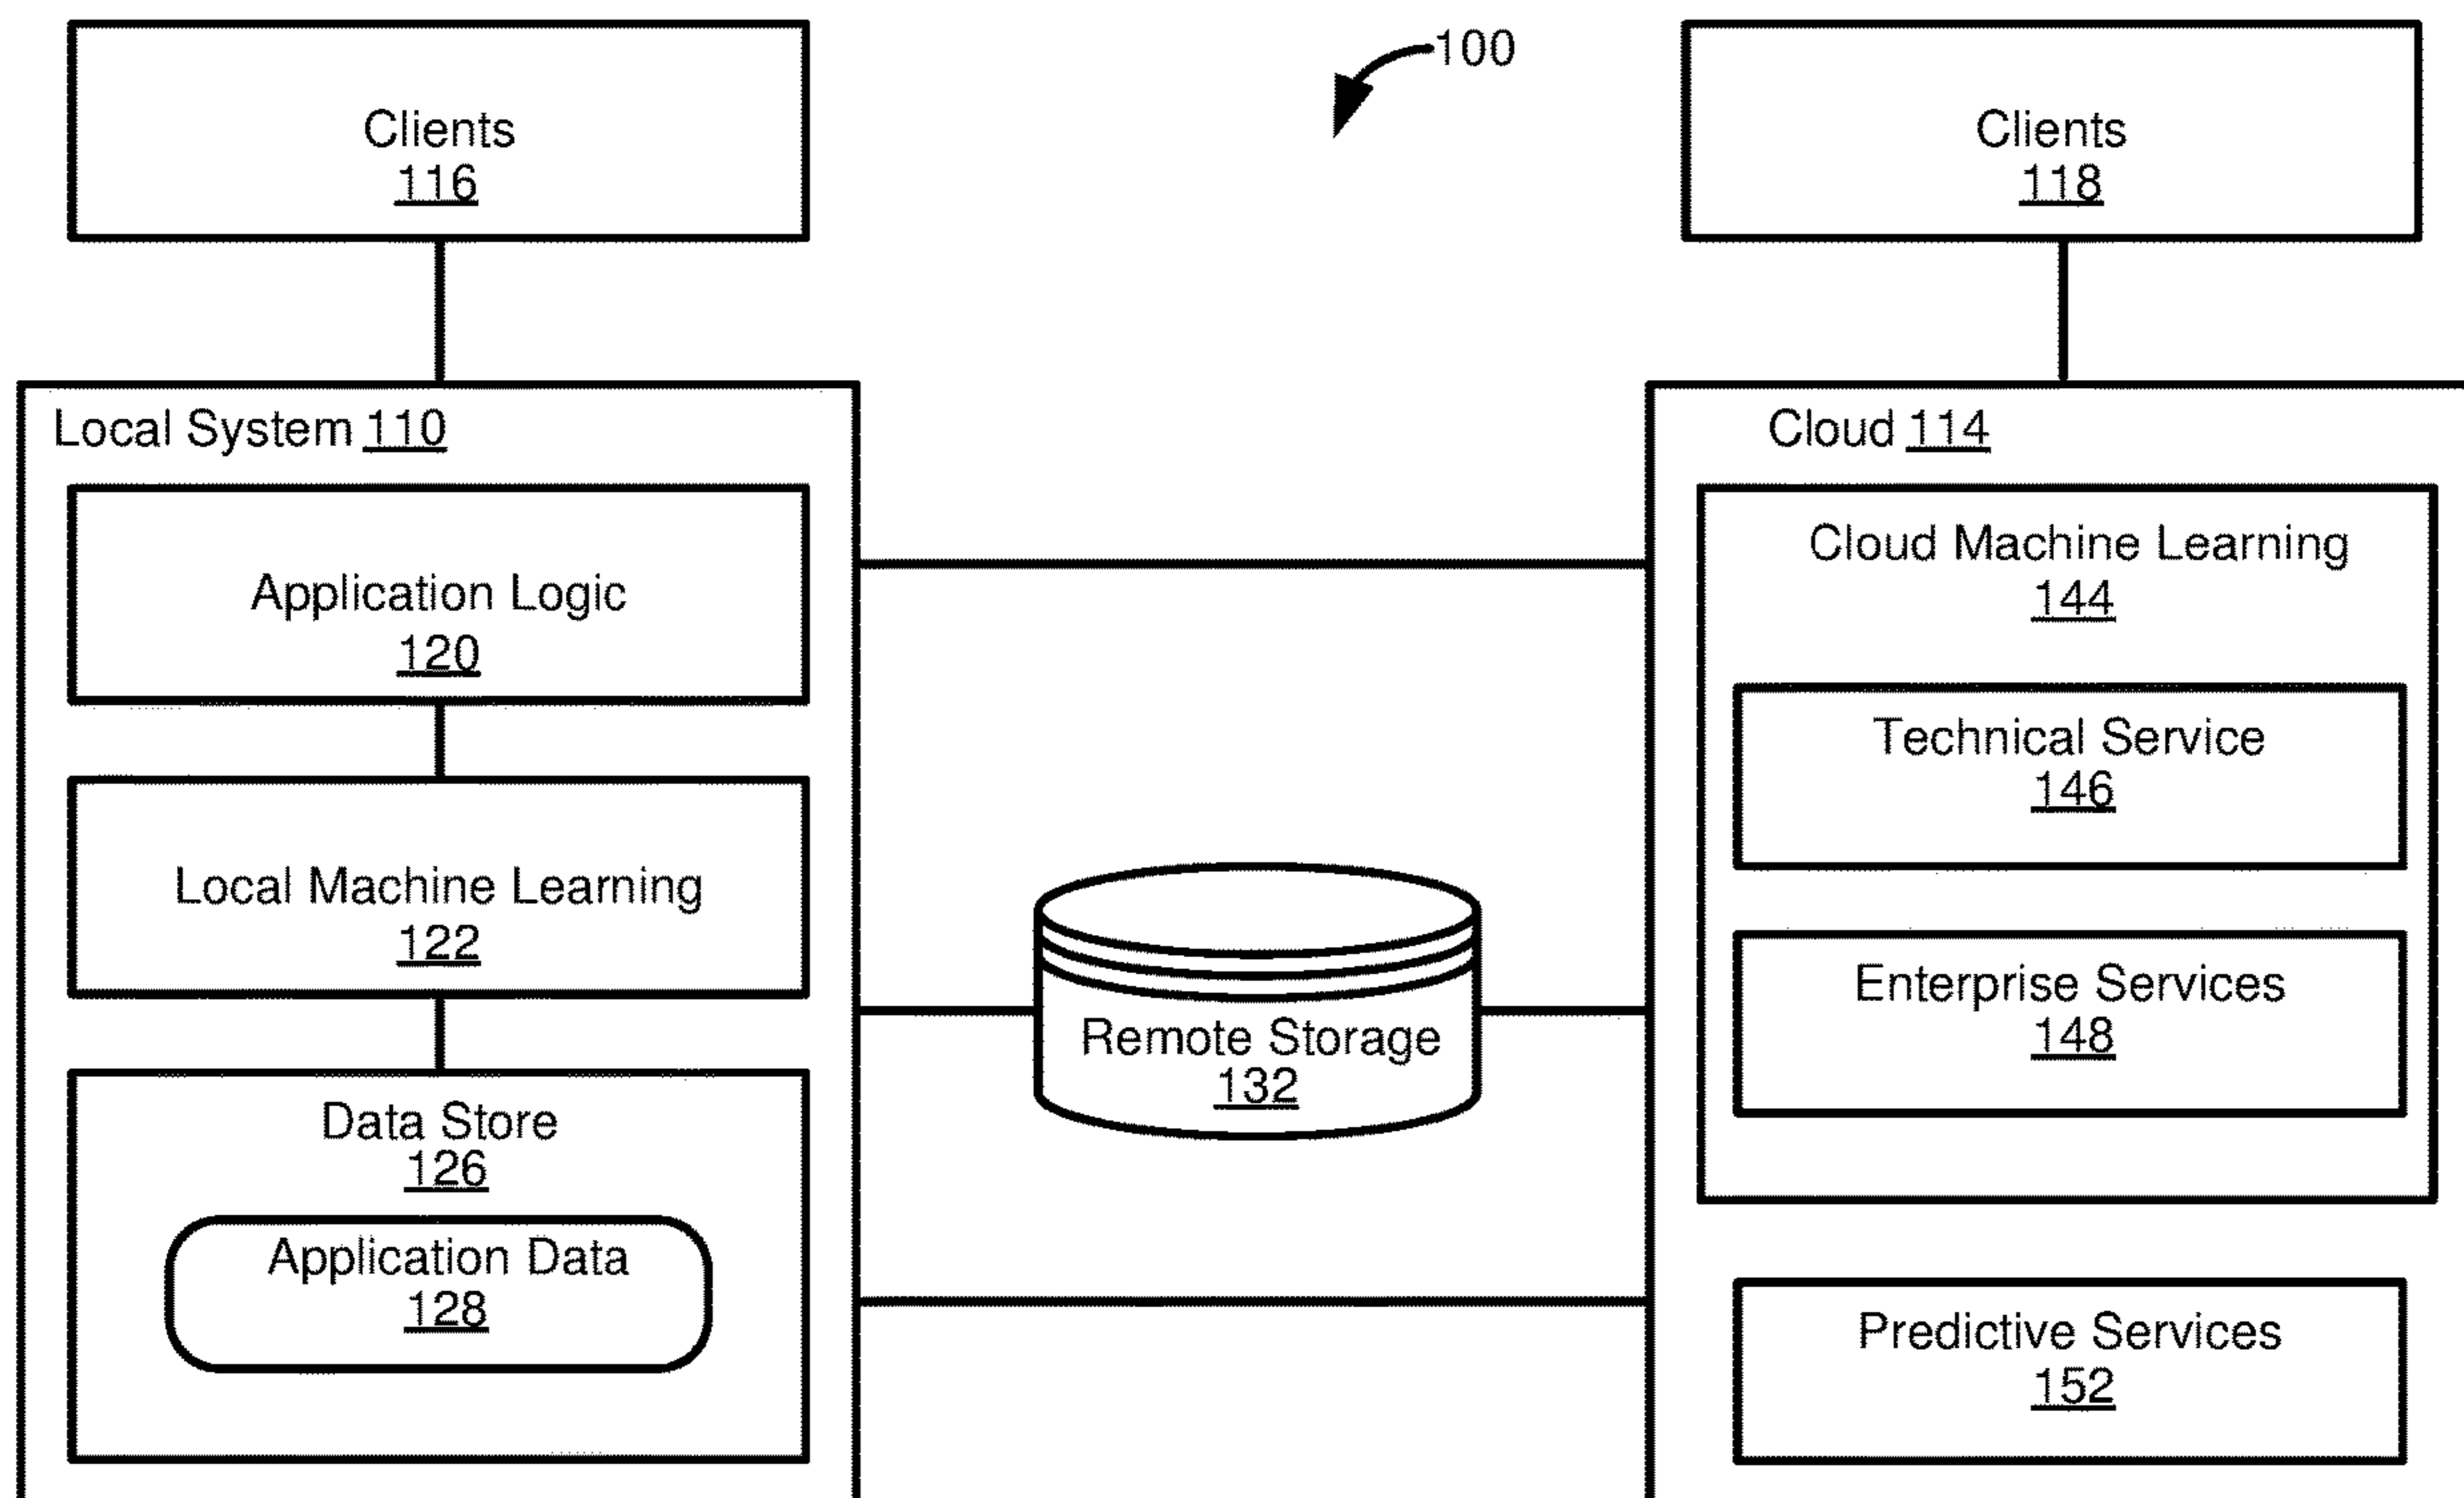 100
Clients
116
Clients
118
Local System 110
Application Logic
120
Local Machine Learning
122
Data Store
126
Application Data
128
Remote Storage
132
Cloud 114
Cloud Machine Learning
144
Technical Service
146
Enterprise Services
148
Predictive Services
152